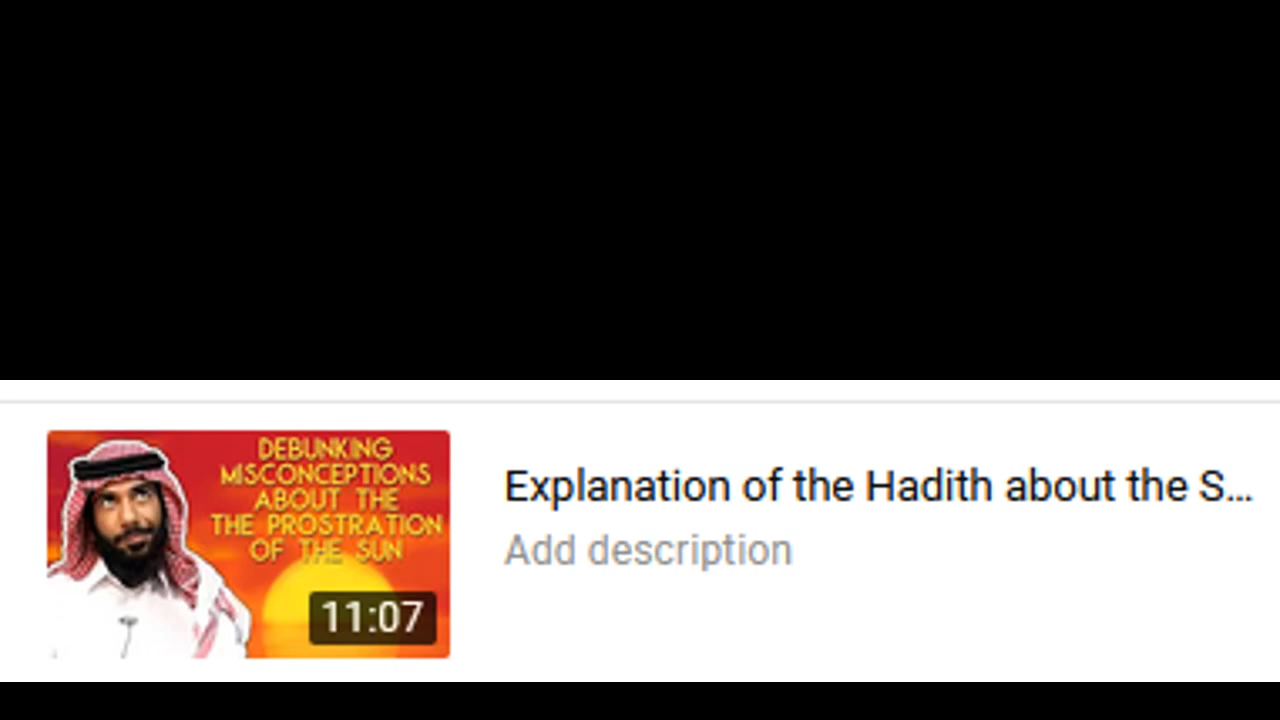 DEBUNKING
MISCONCEPTIONS
ABOUT THE
THE PROSTRATION
OF THE SUN
11:07
Explanation of the Hadith about the S...
Add description